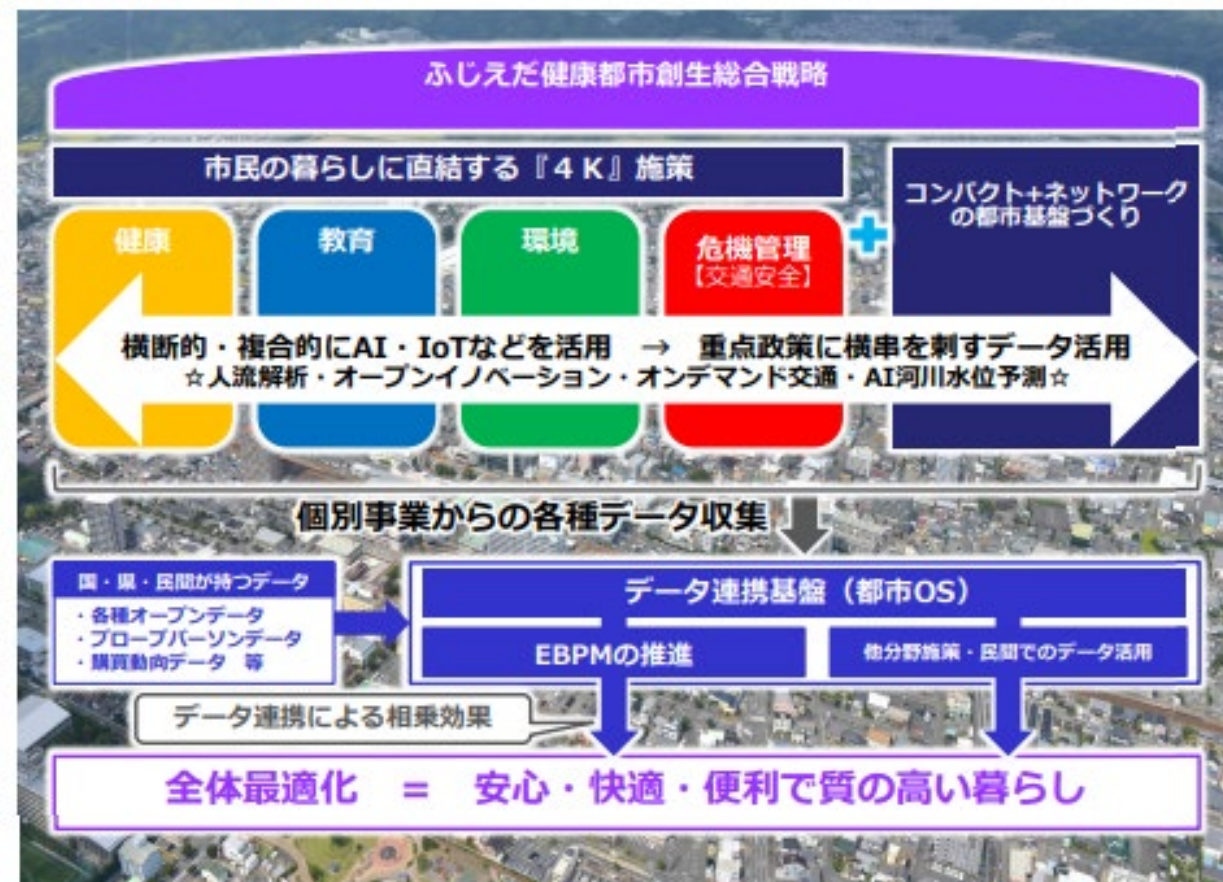 ふじえだ健康都市創生総合戦略
市民の暮らしに直結する『4K』施策
コンパクト+ネットワーク
の都市基盤づくり
健康
教育
環境
危機管理
【交通安全】
横断的・複合的にAI・IoTなどを活用 → 重点政策に横串を刺すデータ活用
☆人流解析・オープンイノベーション・オンデマンド交通・AI河川水位予測☆
個別事業からの各種データ収集
国・県・民間が持つデータ
・各種オープンデータ
・プローブパーソンデータ
・購買動向データ 等
データ連携基盤（都市OS）
EBPMの推進
他分野施策・民間でのデータ活用
データ連携による相乗効果
全体最適化 = 安心・快適・便利で質の高い暮らし